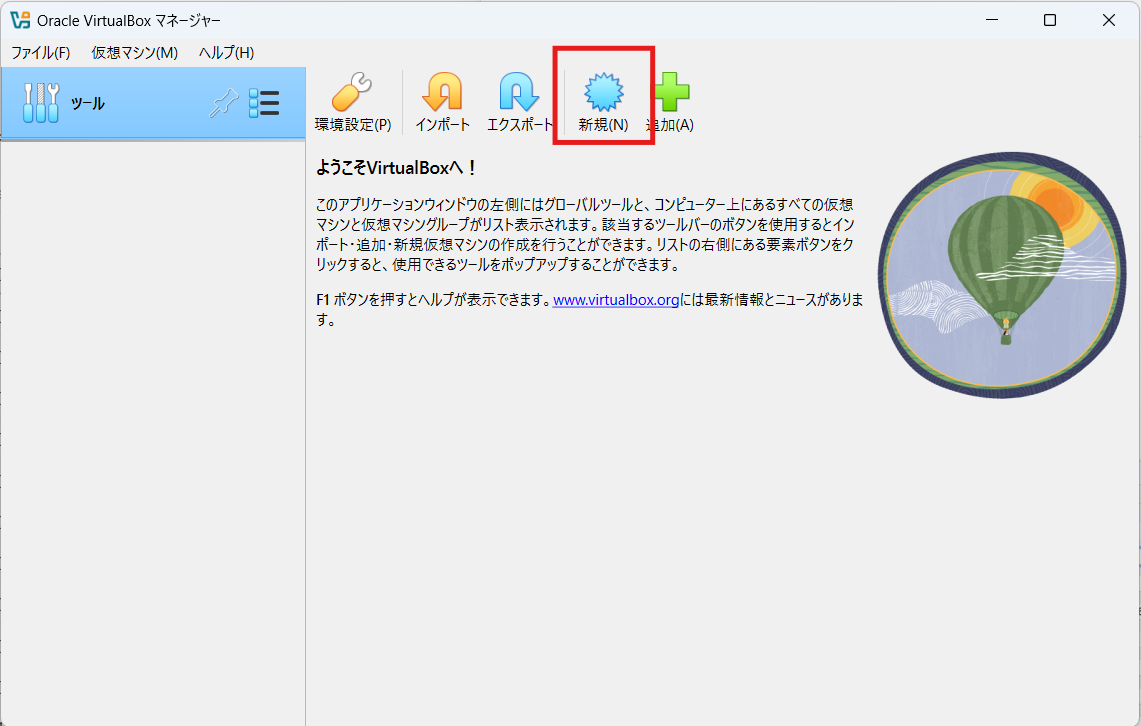 Oracle VirtualBox マネージャー
ファイル(F) 仮想マシン(M) ヘルプ(H)
ツール
環境設定(P) インポート エクスポート 新規(N) 追加(A)
ようこそVirtualBoxへ！
このアプリケーションウィンドウの左側にはグローバルツールと、コンピューター上にあるすべての仮想
マシンと仮想マシングループがリスト表示されます。該当するツールバーのボタンを使用するとイン
ポート・追加・新規仮想マシンの作成を行うことができます。リストの右側にある要素ボタンをク
リックすると、使用できるツールをポップアップすることができます。
F1 ボタンを押すとヘルプが表示できます。www.virtualbox.orgには最新情報とニュースがありま
す。